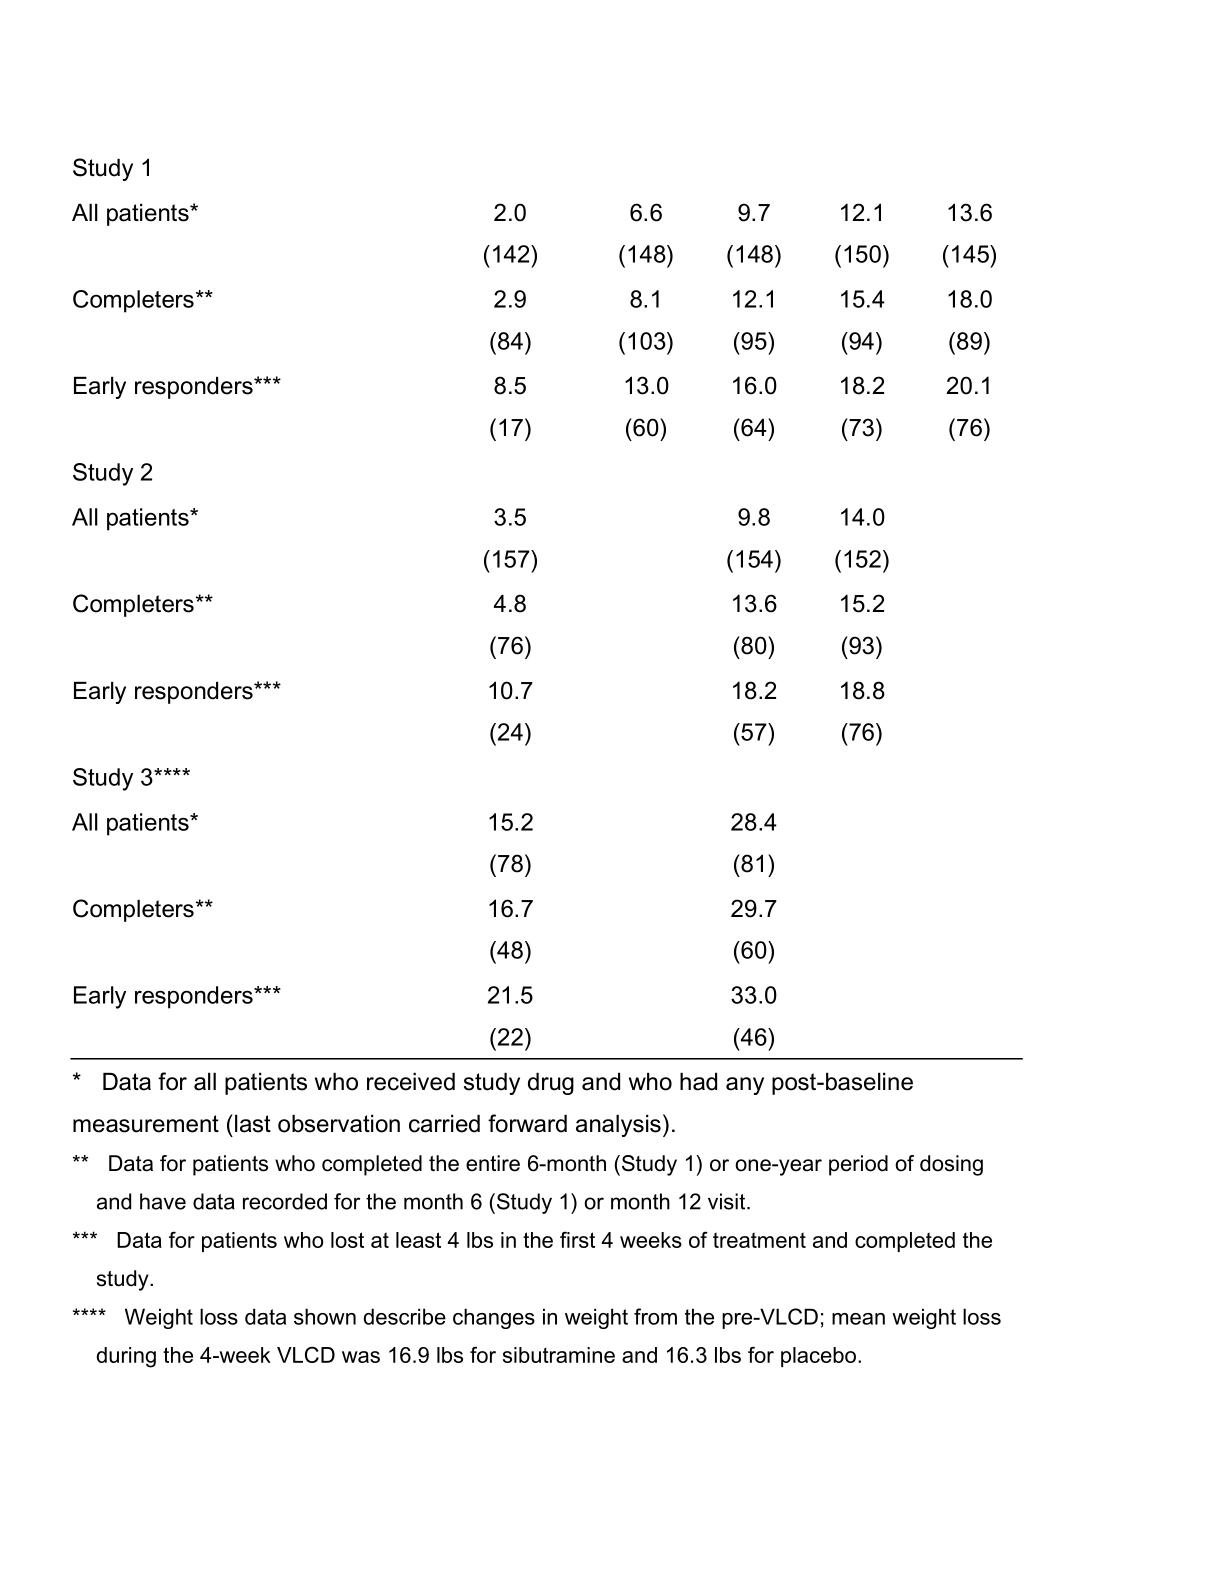 Study 1
All patients* 2.0 6.6 9.7 12.1 13.6
(142) (148) (148) (150) (145)
Completers** 2.9 8.1 12.1 15.4 18.0
(84) (103) (95) (94) (89)
Early responders*** 8.5 13.0 16.0 18.2 20.1
(17) (60) (64) (73) (76)
Study 2
All patients* 3.5 9.8 14.0
(157) (154) (152)
Completers** 4.8 13.6 15.2
(76) (80) (93)
Early responders*** 10.7 18.2 18.8
(24) (57) (76)
Study 3****
All patients* 15.2 28.4
(78) (81)
Completers** 16.7 29.7
(48) (60)
Early responders*** 21.5 33.0
(22) (46)
* Data for all patients who received study drug and who had any post-baseline
measurement (last observation carried forward analysis).
** Data for patients who completed the entire 6-month (Study 1) or one-year period of dosing
and have data recorded for the month 6 (Study 1) or month 12 visit.
*** Data for patients who lost at least 4 lbs in the first 4 weeks of treatment and completed the
study.
**** Weight loss data shown describe changes in weight from the pre-VLCD; mean weight loss
during the 4-week VLCD was 16.9 lbs for sibutramine and 16.3 lbs for placebo.